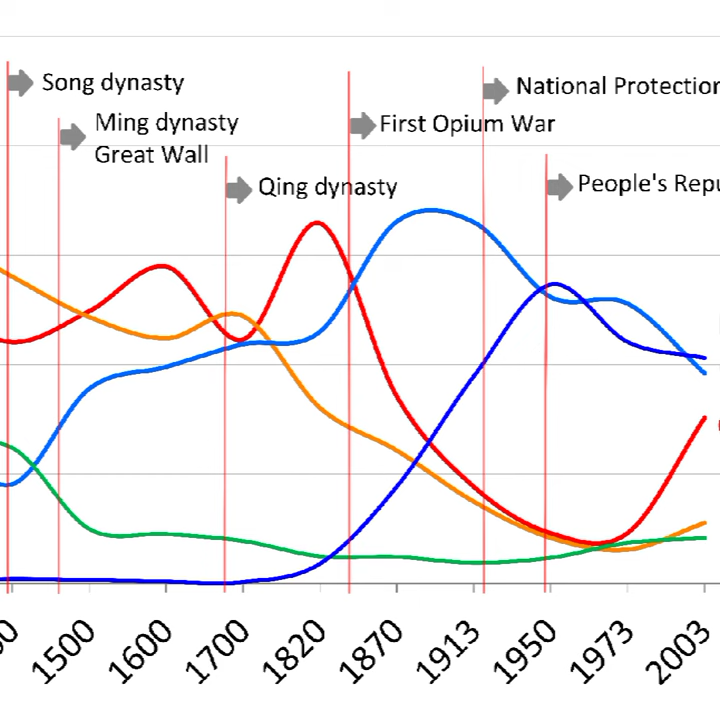 Song dynasty
National Protection
Ming dynasty
Great Wall
First Opium War
Qing dynasty
People's Repu
00 1500 1600 1700 1820 1870 1913 1950 1973 2003